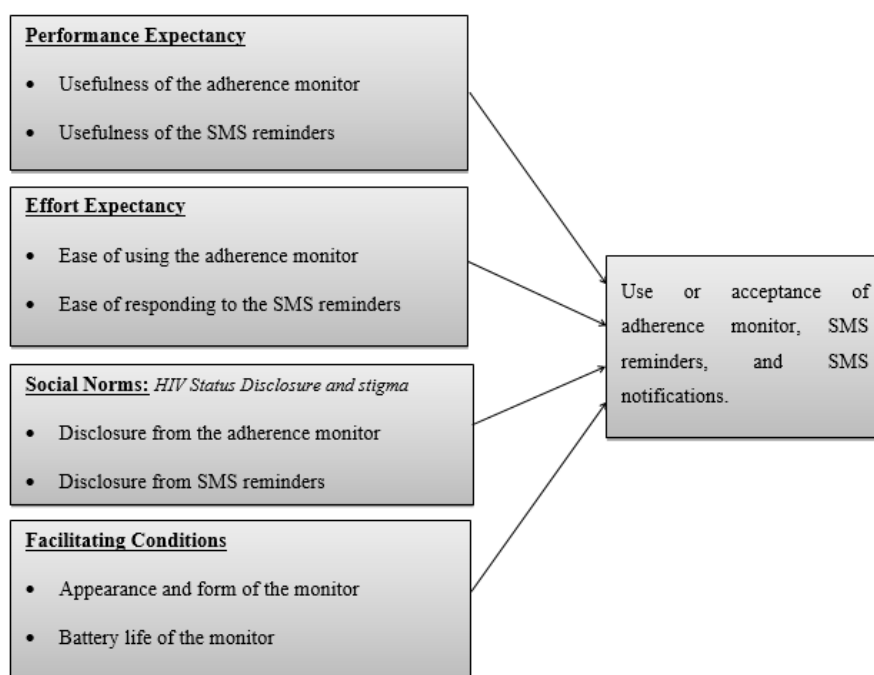 Performance Expectancy
• Usefulness of the adherence monitor
• Usefulness of the SMS reminders
Effort Expectancy
• Ease of using the adherence monitor
• Ease of responding to the SMS reminders
Social Norms: HIV Status Disclosure and stigma
• Disclosure from the adherence monitor
• Disclosure from SMS reminders
Facilitating Conditions
• Appearance and form of the monitor
• Battery life of the monitor
Use or acceptance of
adherence monitor, SMS
reminders, and SMS
notifications.